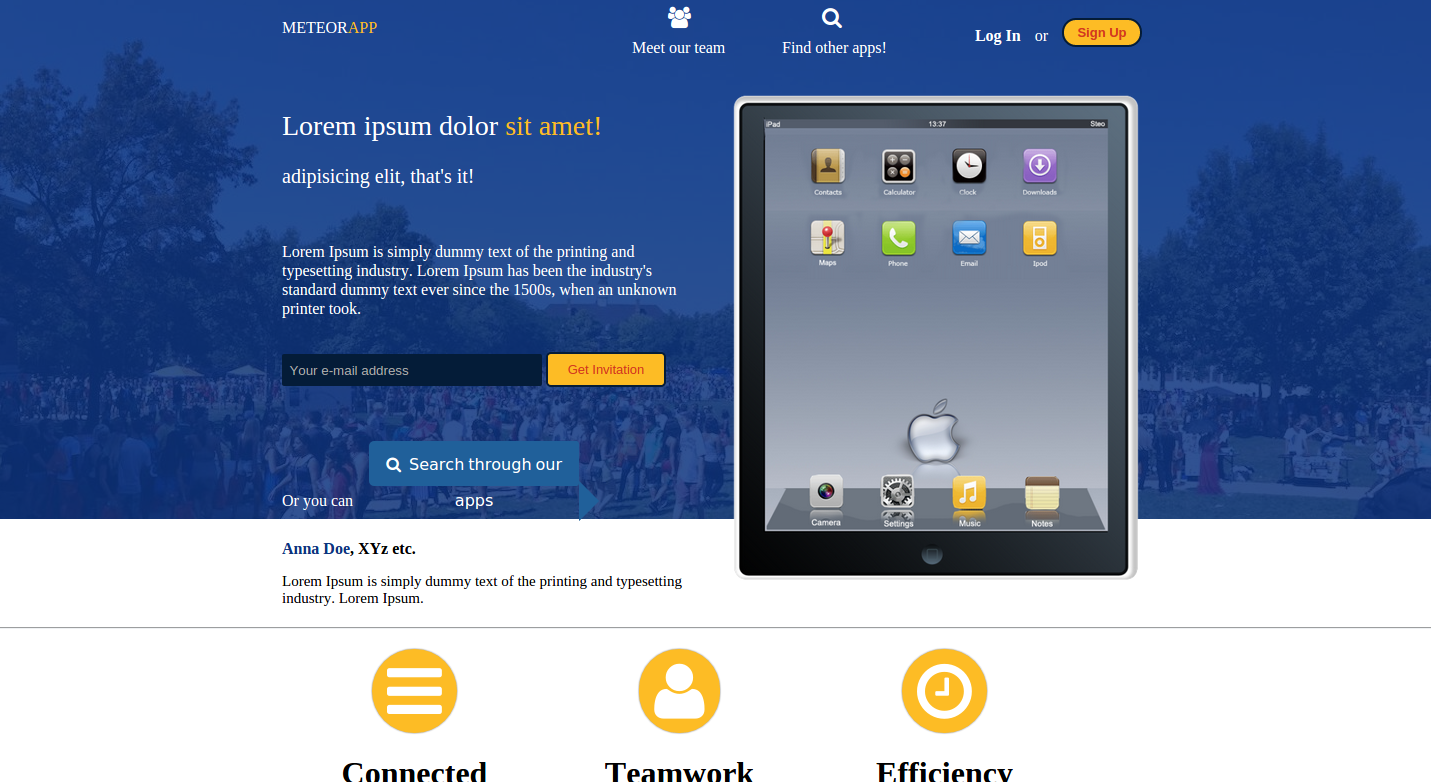 METEORAPP
Meet our team
Find other apps!
Log In or Sign Up
Lorem ipsum dolor sit amet!
adipisicing elit, that's it!
Lorem Ipsum is simply dummy text of the printing and
typesetting industry. Lorem Ipsum has been the industry's
standard dummy text ever since the 1500s, when an unknown
printer took.
Your e-mail address
Get Invitation
Search through our
Or you can apps
iPad 13:37 Steo
Contacts Calculator Clock Downloads
Maps Phone Email Ipod
Camera Settings Music Notes
Anna Doe, XYz etc.
Lorem Ipsum is simply dummy text of the printing and typesetting
industry. Lorem Ipsum.
Connected Teamwork Efficiency